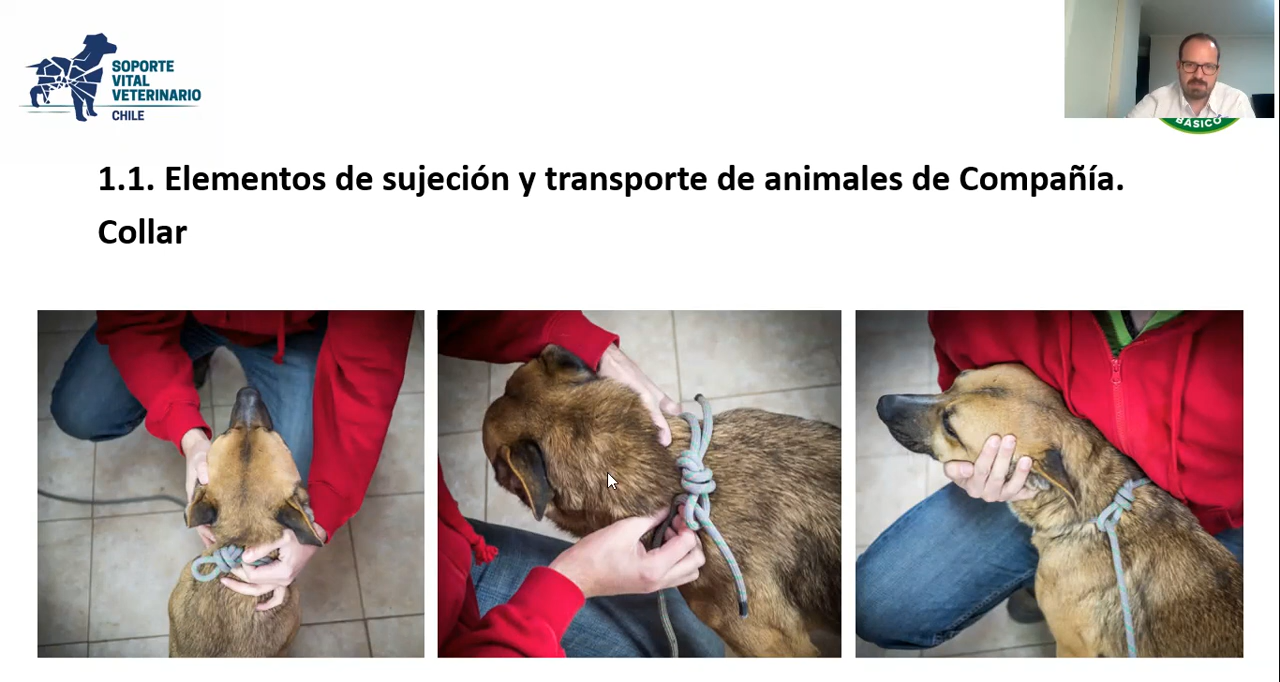 SOPORTE
VITAL
VETERINARIO
CHILE
BÁSICO
1.1. Elementos de sujeción y transporte de animales de Compañía.
Collar